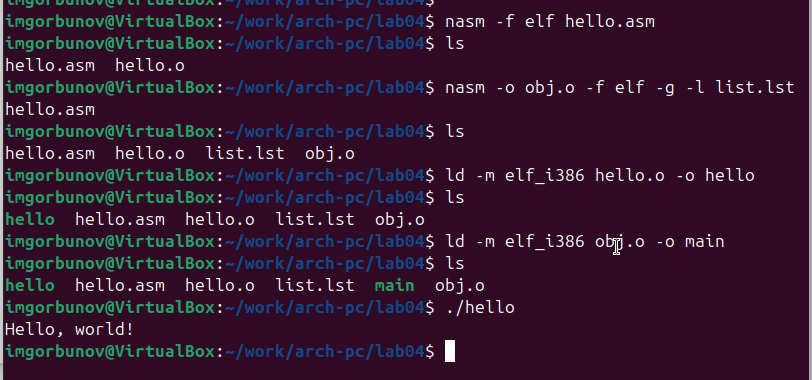 imgorbunov@VirtualBox:~/work/arch-pc/lab04$ nasm -f elf hello.asm
imgorbunov@VirtualBox:~/work/arch-pc/lab04$ ls
hello.asm  hello.o
imgorbunov@VirtualBox:~/work/arch-pc/lab04$ nasm -o obj.o -f elf -g -l list.lst
hello.asm
imgorbunov@VirtualBox:~/work/arch-pc/lab04$ ls
hello.asm  hello.o  list.lst  obj.o
imgorbunov@VirtualBox:~/work/arch-pc/lab04$ ld -m elf_i386 hello.o -o hello
imgorbunov@VirtualBox:~/work/arch-pc/lab04$ ls
hello  hello.asm  hello.o  list.lst  obj.o
imgorbunov@VirtualBox:~/work/arch-pc/lab04$ ld -m elf_i386 obj.o -o main
imgorbunov@VirtualBox:~/work/arch-pc/lab04$ ls
hello  hello.asm  hello.o  list.lst  main  obj.o
imgorbunov@VirtualBox:~/work/arch-pc/lab04$ ./hello
Hello, world!
imgorbunov@VirtualBox:~/work/arch-pc/lab04$